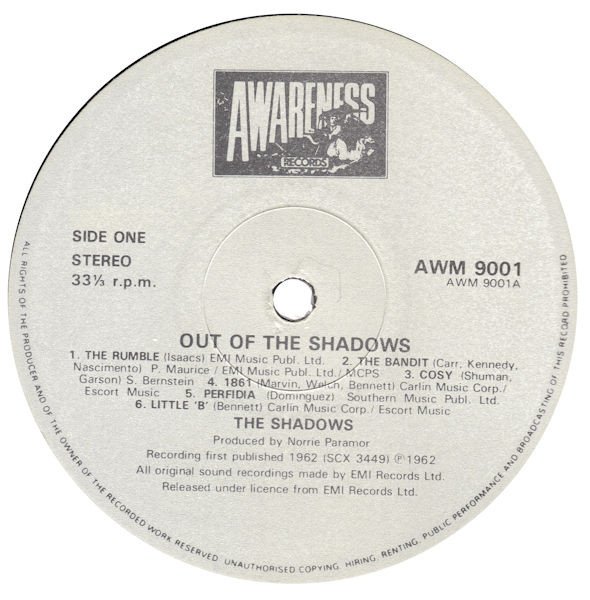 AWARENESS
RECORDS
SIDE ONE
STEREO
33⅓ r.p.m.
AWM 9001
AWM 9001A
OUT OF THE SHADOWS
1. THE RUMBLE (Isaacs) EMI Music Publ. Ltd. 2. THE BANDIT (Carr, Kennedy,
Nascimento) P. Maurice / EMI Music Publ. Ltd. / MCPS 3. COSY (Shuman,
Garson) S. Bernstein 4. 1861 (Marvin, Welch, Bennett) Carlin Music Corp./
Escort Music 5. PERFIDIA (Dominguez) Southern Music Publ. Ltd.
6. LITTLE 'B' (Bennett) Carlin Music Corp / Escort Music
THE SHADOWS
Produced by Norrie Paramor
Recording first published 1962 (SCX 3449) ℗ 1962
All original sound recordings made by EMI Records Ltd.
Released under licence from EMI Records Ltd.
ALL RIGHTS OF THE PRODUCER AND OF THE OWNER OF THE RECORDED WORK RESERVED. UNAUTHORISED COPYING, HIRING, RENTING, PUBLIC PERFORMANCE AND BROADCASTING OF THIS RECORD PROHIBITED